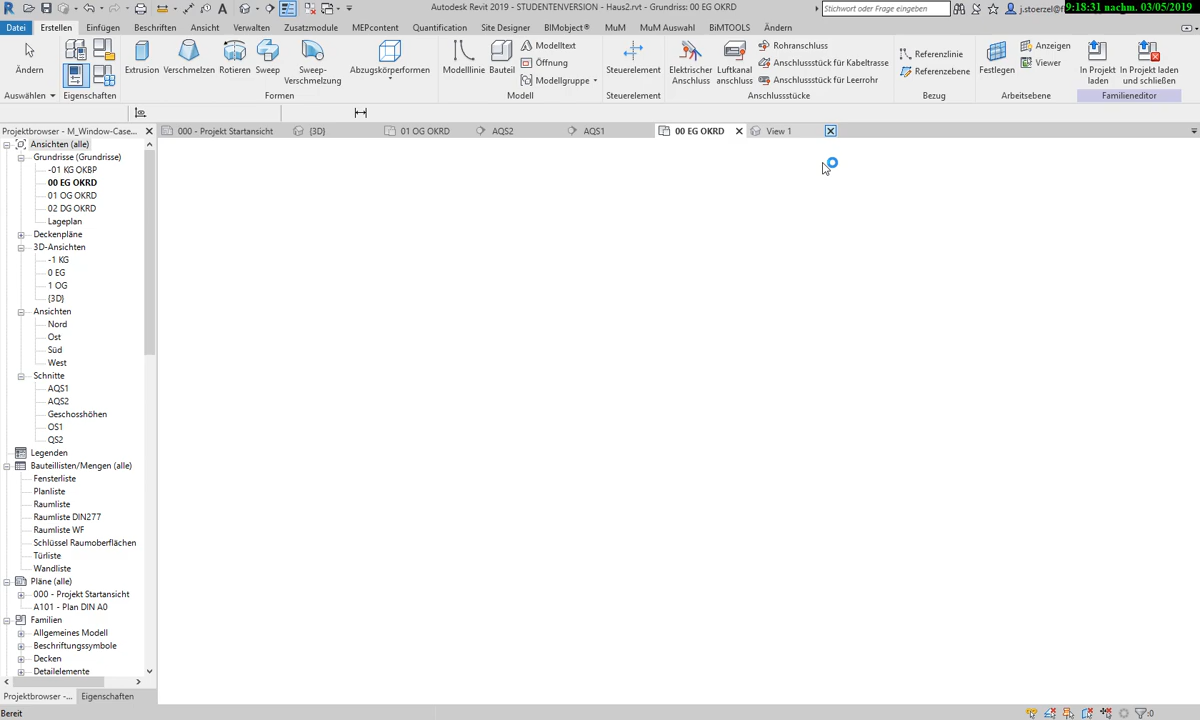 Autodesk Revit 2019 - STUDENTENVERSION - Haus2.rvt - Grundriss: 00 EG OKRD
Stichwort oder Frage eingeben
9:18:31 nachm. 03/05/2019
Datei Erstellen Einfügen Beschriften Ansicht Verwalten Zusatzmodule MEPcontent Quantification Site Designer BIMobject® MuM MuM Auswahl BiMTOOLS Ändern
Ändern
Extrusion Verschmelzen Rotieren Sweep Sweep-Verschmelzung Abzugskörperformen
Modelllinie Bauteil
Modelltext
Öffnung
Modellgruppe
Steuerelement
Elektrischer Anschluss
Luftkanal anschluss
Rohranschluss
Anschlussstück für Kabeltrasse
Anschlussstück für Leerrohr
Referenzlinie
Referenzebene
Festlegen
Anzeigen
Viewer
In Projekt laden
In Projekt laden und schließen
Auswählen Eigenschaften Formen Modell Steuerelement Anschlussstücke Bezug Arbeitsebene Familieneditor
Projektbrowser - M_Window-Case...
000 - Projekt Startansicht {3D} 01 OG OKRD AQS2 AQS1 00 EG OKRD View 1
Ansichten (alle)
Grundrisse (Grundrisse)
-01 KG OKBP
00 EG OKRD
01 OG OKRD
02 DG OKRD
Lageplan
Deckenpläne
3D-Ansichten
-1 KG
0 EG
1 OG
{3D}
Ansichten
Nord
Ost
Süd
West
Schnitte
AQS1
AQS2
Geschosshöhen
OS1
QS2
Legenden
Bauteillisten/Mengen (alle)
Fensterliste
Planliste
Raumliste
Raumliste DIN277
Raumliste WF
Schlüssel Raumoberflächen
Türliste
Wandliste
Pläne (alle)
000 - Projekt Startansicht
A101 - Plan DIN A0
Familien
Allgemeines Modell
Beschriftungssymbole
Decken
Detailelemente
Projektbrowser -... Eigenschaften
Bereit
:0